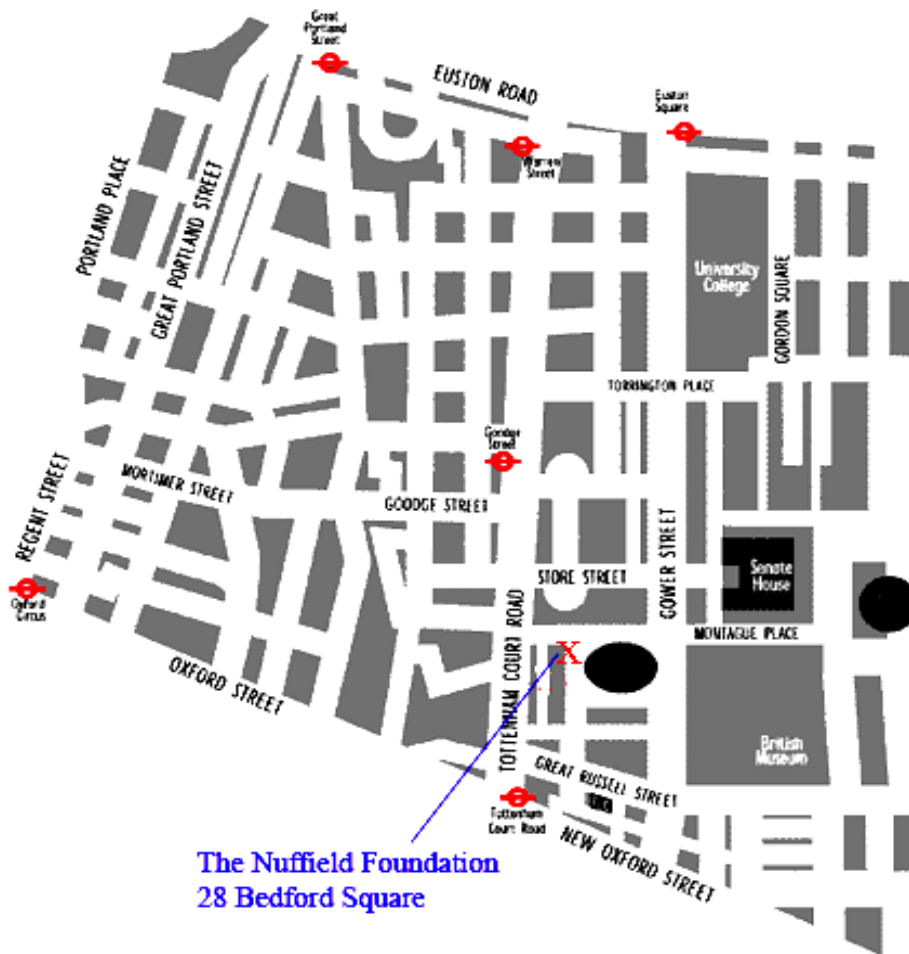 Great
Portland
Street
EUSTON ROAD
Euston
Square
Warren
Street
PORTLAND PLACE
GREAT PORTLAND STREET
University
College
GORDON SQUARE
TORRINGTON PLACE
Goodge
Street
MORTIMER STREET
GOODGE STREET
REGENT STREET
GOWER STREET
STORE STREET
Senate
House
Oxford
Circus
MONTAGUE PLACE
X
OXFORD STREET
TOTTENHAM COURT ROAD
British
Museum
GREAT RUSSELL STREET
Tottenham
Court Road
NEW OXFORD STREET
The Nuffield Foundation
28 Bedford Square